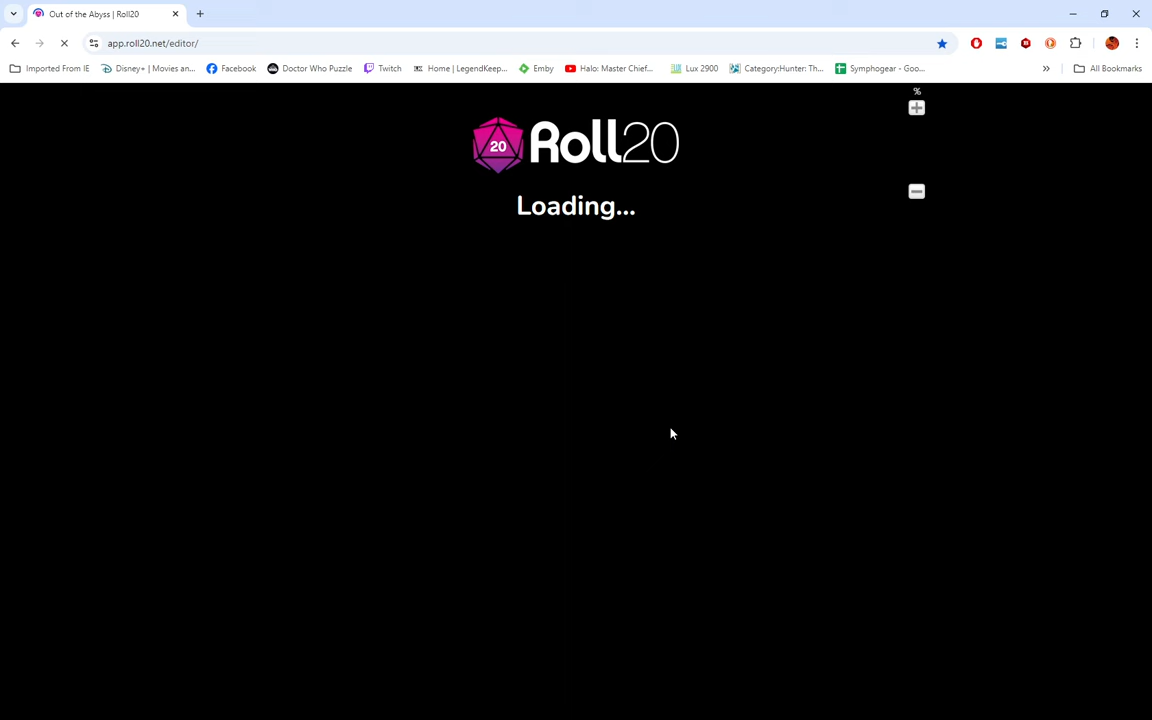 Out of the Abyss | Roll20
app.roll20.net/editor/
Imported From IE
Disney+ | Movies an...
Facebook
Doctor Who Puzzle
Twitch
Home | LegendKeep...
Emby
Halo: Master Chief...
Lux 2900
Category:Hunter: Th...
Symphogear - Goo...
»
All Bookmarks
%
20 Roll20
Loading...